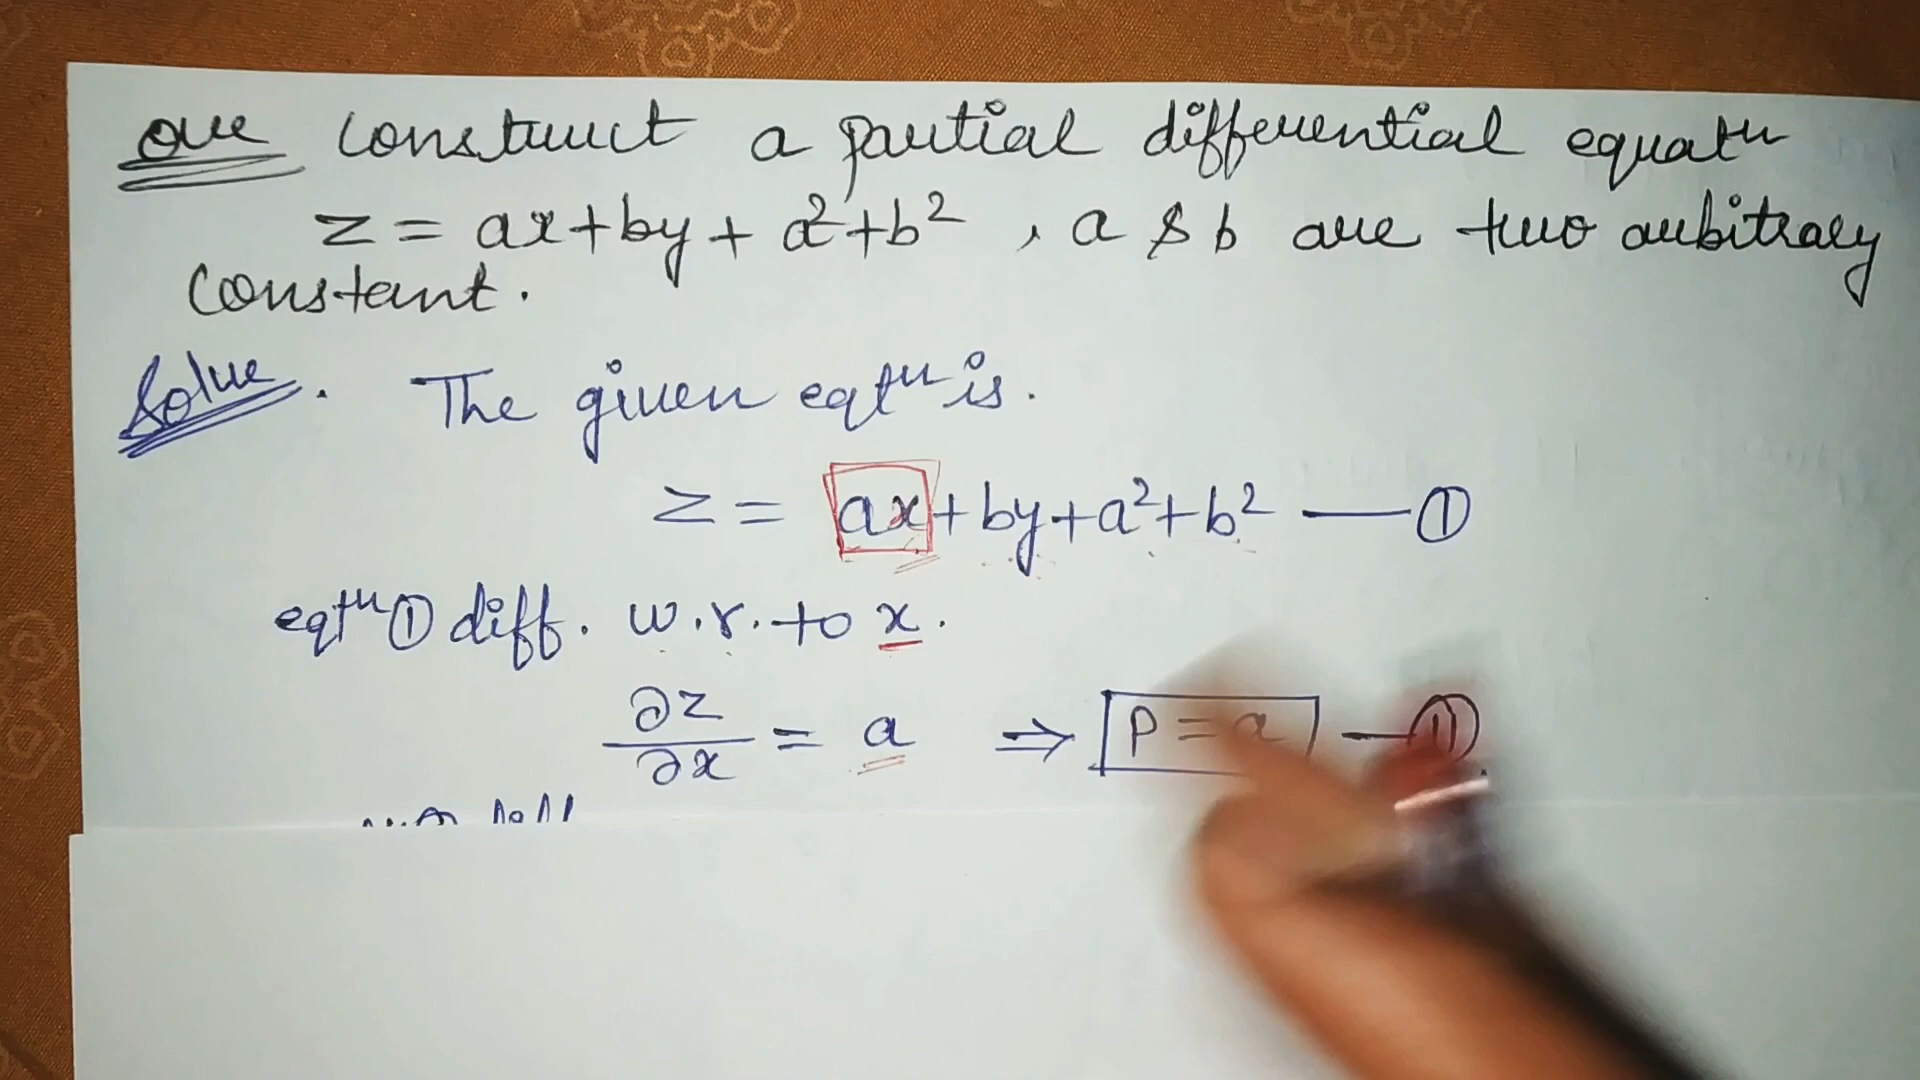 Que Construct a partial differential equatn
z = ax+by+a²+b² , a & b are two arbitrary
Constant.
Solve. The given eqtn is.
z = ax+by+a²+b² — ①
eqtn ① diff. w.r.to x.
∂z/∂x = a ⇒ P = a — ⑪